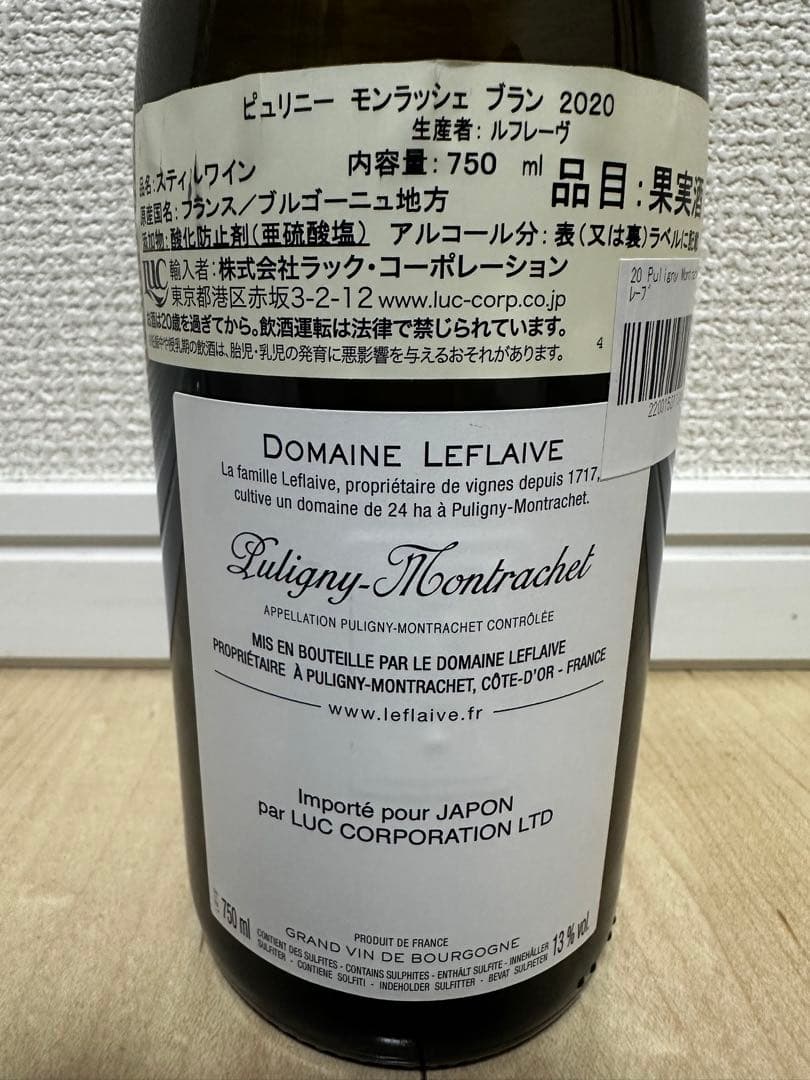 ピュリニー モンラッシェ ブラン 2020
生産者: ルフレーヴ
品名:スティルワイン 内容量:750 ml 品目:果実酒
原産国名:フランス/ブルゴーニュ地方
添加物:酸化防止剤(亜硫酸塩) アルコール分:表(又は裏)ラベルに
LUC 輸入者:株式会社ラック・コーポレーション
東京都港区赤坂3-2-12 www.luc-corp.co.jp
お酒は20歳を過ぎてから。飲酒運転は法律で禁じられています。
授乳期の飲酒は、胎児・乳児の発育に悪影響を与えるおそれがあります。 4
20 Puligny
レーブ
DOMAINE LEFLAIVE
La famille Leflaive, propriétaire de vignes depuis 1717,
cultive un domaine de 24 ha à Puligny-Montrachet.
Puligny-Montrachet
APPELLATION PULIGNY-MONTRACHET CONTRÔLÉE
MIS EN BOUTEILLE PAR LE DOMAINE LEFLAIVE
PROPRIÉTAIRE À PULIGNY-MONTRACHET, CÔTE-D'OR - FRANCE
www.leflaive.fr
Importé pour JAPON
par LUC CORPORATION LTD
750 ml
PRODUIT DE FRANCE
GRAND VIN DE BOURGOGNE
13 % vol.
CONTIENT DES SULFITES - CONTAINS SULPHITES - ENTHÄLT SULFITE - INNEHÅLLER
SULFITER - CONTIENE SOLFITI - INDEHOLDER SULFITTER - BEVAT SULFIETEN